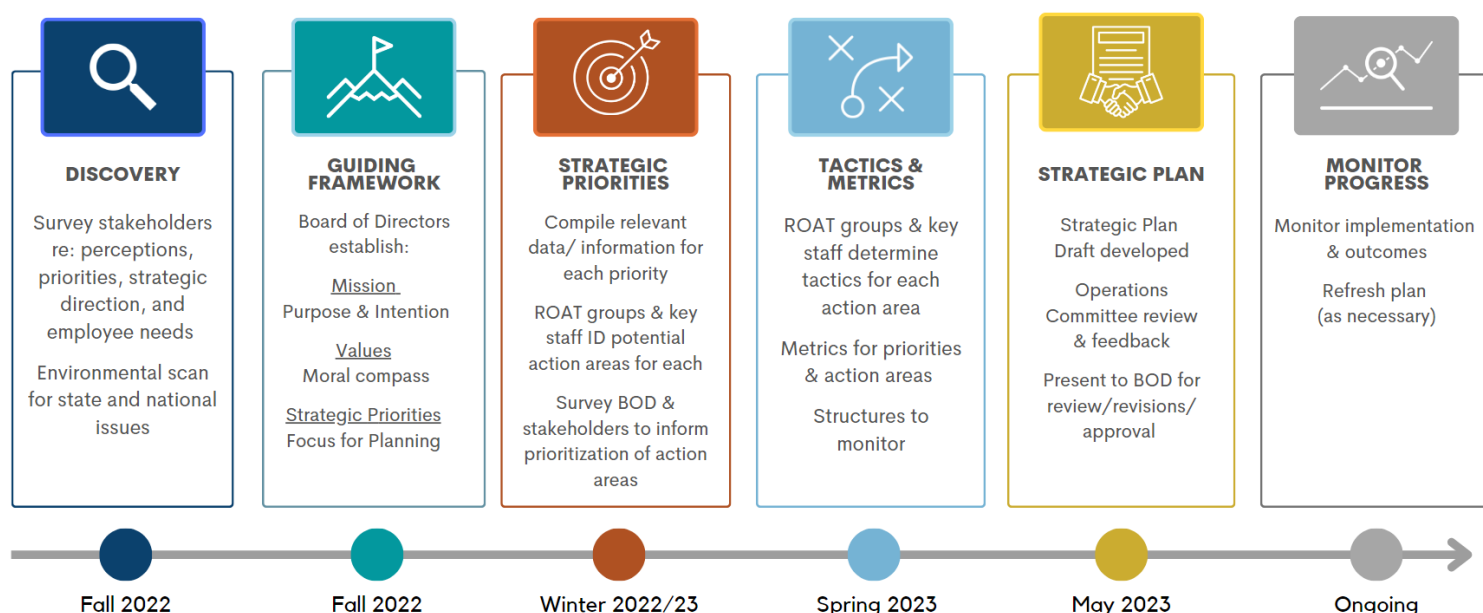 DISCOVERY
Survey stakeholders
re: perceptions,
priorities, strategic
direction, and
employee needs
Environmental scan
for state and national
issues
GUIDING
FRAMEWORK
Board of Directors
establish:
Mission
Purpose & Intention
Values
Moral compass
Strategic Priorities
Focus for Planning
STRATEGIC
PRIORITIES
Compile relevant
data/ information for
each priority
ROAT groups & key
staff ID potential
action areas for each
Survey BOD &
stakeholders to inform
prioritization of action
areas
TACTICS &
METRICS
ROAT groups & key
staff determine
tactics for each
action area
Metrics for priorities
& action areas
Structures to
monitor
STRATEGIC PLAN
Strategic Plan
Draft developed
Operations
Committee review
& feedback
Present to BOD for
review/revisions/
approval
MONITOR
PROGRESS
Monitor implementation
& outcomes
Refresh plan
(as necessary)
Fall 2022
Fall 2022
Winter 2022/23
Spring 2023
May 2023
Ongoing